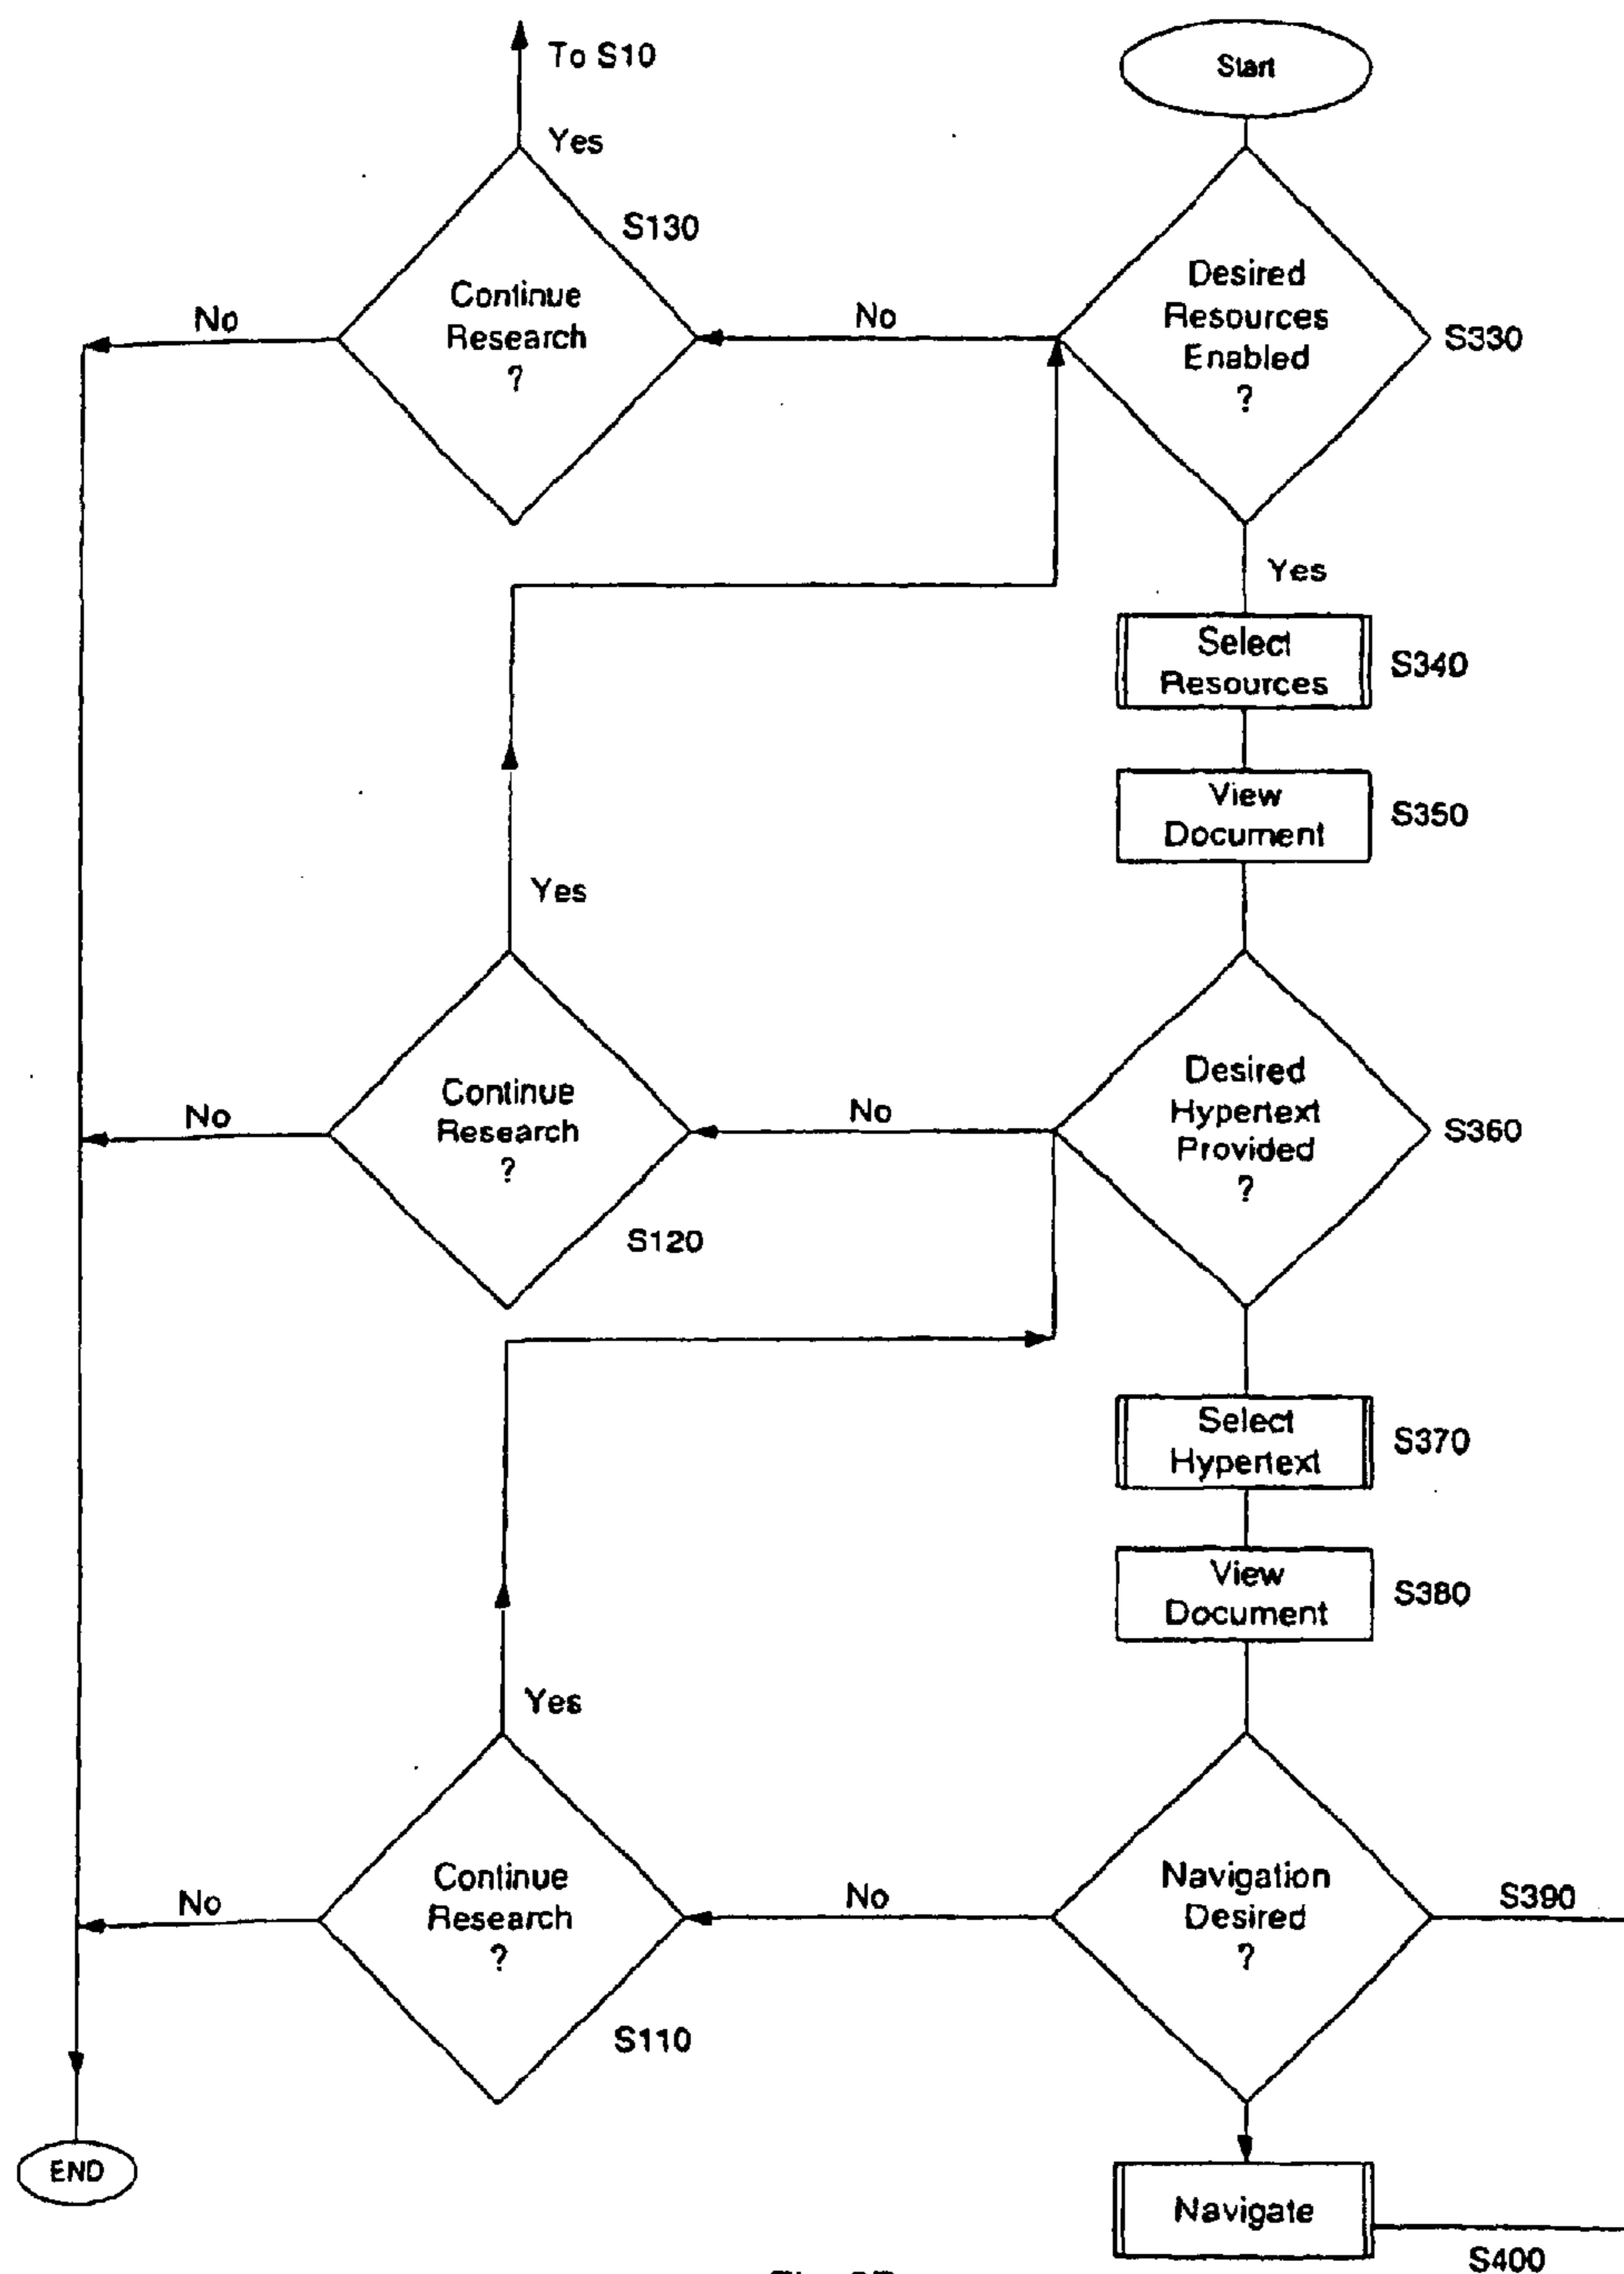 To S10
Start
Yes
S130
Continue
Research
?
No
No
Desired
Resources
Enabled
?
S330
Yes
Select
Resources
S340
View
Document
S350
Yes
Continue
Research
?
No
No
S120
Desired
Hypertext
Provided
?
S360
Select
Hypertext
S370
View
Document
S380
Yes
Continue
Research
?
No
No
S110
Navigation
Desired
?
S390
END
Navigate
S400